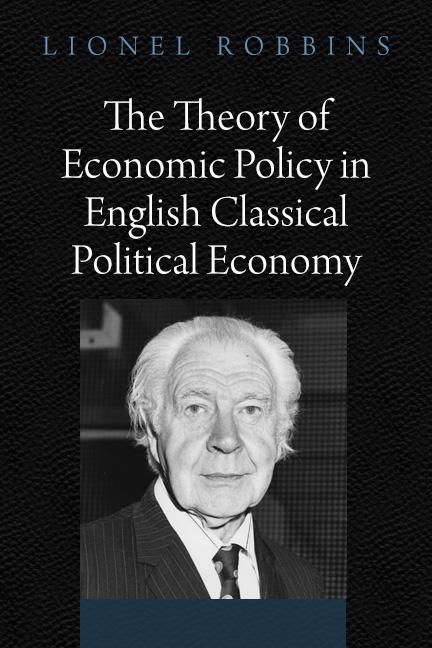 LIONEL ROBBINS
The Theory of
Economic Policy in
English Classical
Political Economy